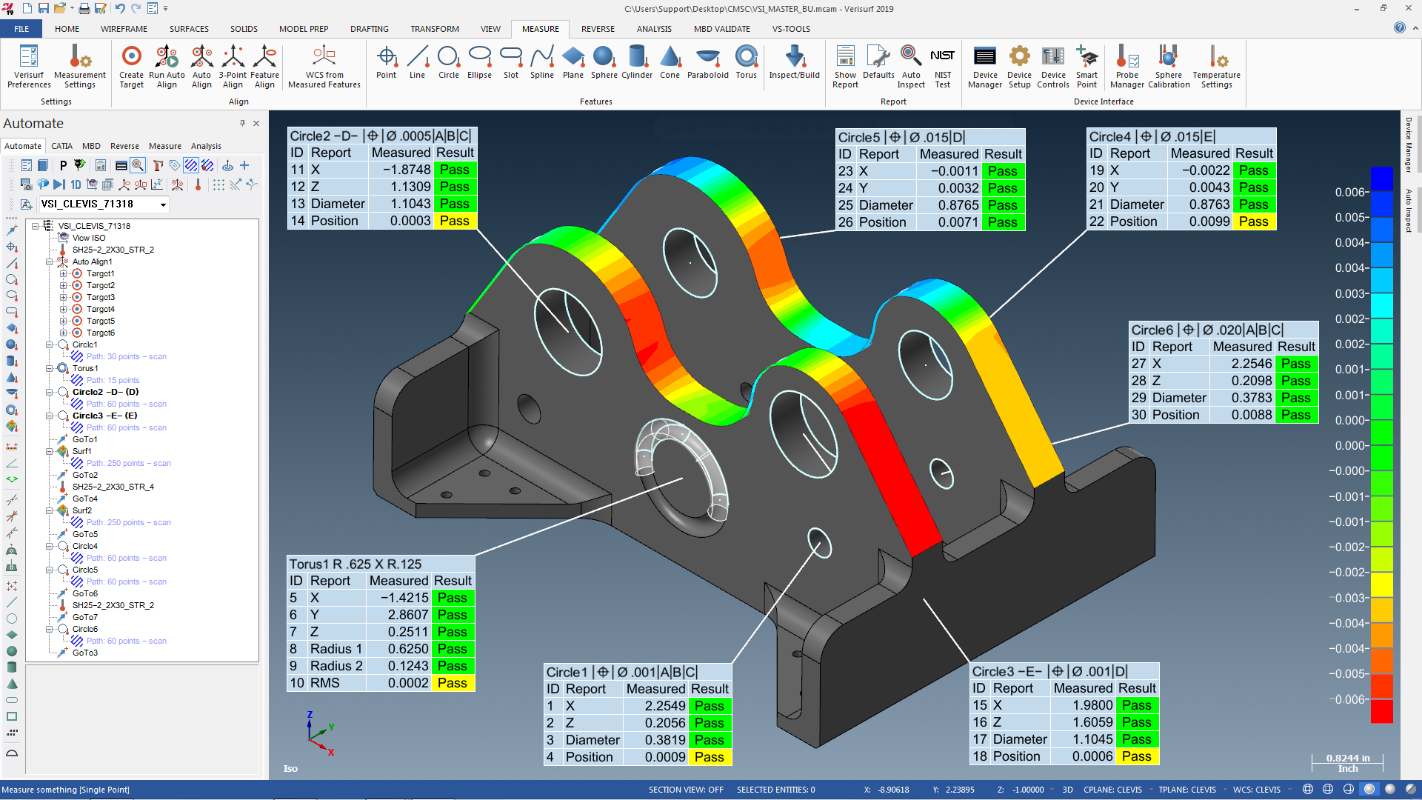 C:\Users\Support\Desktop\CMSC\VSI_MASTER_BU.mcam - Verisurf 2019
FILE HOME WIREFRAME SURFACES SOLIDS MODEL PREP DRAFTING TRANSFORM VIEW MEASURE REVERSE ANALYSIS MBD VALIDATE VS-TOOLS
Verisurf Preferences
Measurement Settings
Settings
Create Target
Run Auto Align
Auto Align
3-Point Align
Feature Align
WCS from Measured Features
Align
Point Line Circle Ellipse Slot Spline Plane Sphere Cylinder Cone Paraboloid Torus Inspect/Build
Features
Show Report
Defaults
Auto Inspect
NIST
NIST Test
Report
Device Manager
Device Setup
Device Controls
Smart Point
Probe Manager
Sphere Calibration
Temperature Settings
Device Interface
Automate
Automate CATIA MBD Reverse Measure Analysis
P
1D
VSI_CLEVIS_71318
VSI_CLEVIS_71318
View ISO
SH25-2_2X30_STR_2
Auto Align1
Target1
Target2
Target3
Target4
Target5
Target6
Circle1
Path: 30 points - scan
Torus1
Path: 15 points
Circle2 -D- (D)
Path: 60 points - scan
Circle3 -E- (E)
Path: 60 points - scan
GoTo1
Surf1
Path: 250 points - scan
GoTo2
SH25-2_2X30_STR_4
GoTo4
Surf2
Path: 250 points - scan
GoTo5
Circle4
Path: 60 points - scan
Circle5
Path: 60 points - scan
GoTo6
SH25-2_2X30_STR_2
GoTo7
Circle6
Path: 60 points - scan
GoTo3
Circle2 -D- |⌖| Ø .0005|A|B|C|
ID Report Measured Result
11 X -1.8748 Pass
12 Z 1.1309 Pass
13 Diameter 1.1043 Pass
14 Position 0.0003 Pass
Circle5 |⌖| Ø .015|D|
ID Report Measured Result
23 X -0.0011 Pass
24 Y 0.0032 Pass
25 Diameter 0.8765 Pass
26 Position 0.0071 Pass
Circle4 |⌖| Ø .015|E|
ID Report Measured Result
19 X -0.0022 Pass
20 Y 0.0043 Pass
21 Diameter 0.8763 Pass
22 Position 0.0099 Pass
Circle6 |⌖| Ø .020|A|B|C|
ID Report Measured Result
27 X 2.2546 Pass
28 Z 0.2098 Pass
29 Diameter 0.3783 Pass
30 Position 0.0088 Pass
Torus1 R .625 X R.125
ID Report Measured Result
5 X -1.4215 Pass
6 Y 2.8607 Pass
7 Z 0.2511 Pass
8 Radius 1 0.6250 Pass
9 Radius 2 0.1243 Pass
10 RMS 0.0002 Pass
Circle1 |⌖| Ø .001|A|B|C|
ID Report Measured Result
1 X 2.2549 Pass
2 Z 0.2056 Pass
3 Diameter 0.3819 Pass
4 Position 0.0009 Pass
Circle3 -E- |⌖| Ø .001|D|
ID Report Measured Result
15 X 1.9800 Pass
16 Z 1.6059 Pass
17 Diameter 1.1045 Pass
18 Position 0.0006 Pass
0.006
0.005
0.004
0.003
0.002
0.002
0.001
0.000
0.000
-0.000
-0.001
-0.002
-0.002
-0.003
-0.004
-0.005
-0.006
Device Manager
Auto Inspect
Z
Y
X
Iso
0.8244 in
Inch
Measure something [Single Point]
SECTION VIEW: OFF SELECTED ENTITIES: 0 X: -8.90618 Y: 2.23895 Z: -1.00000 3D CPLANE: CLEVIS TPLANE: CLEVIS WCS: CLEVIS